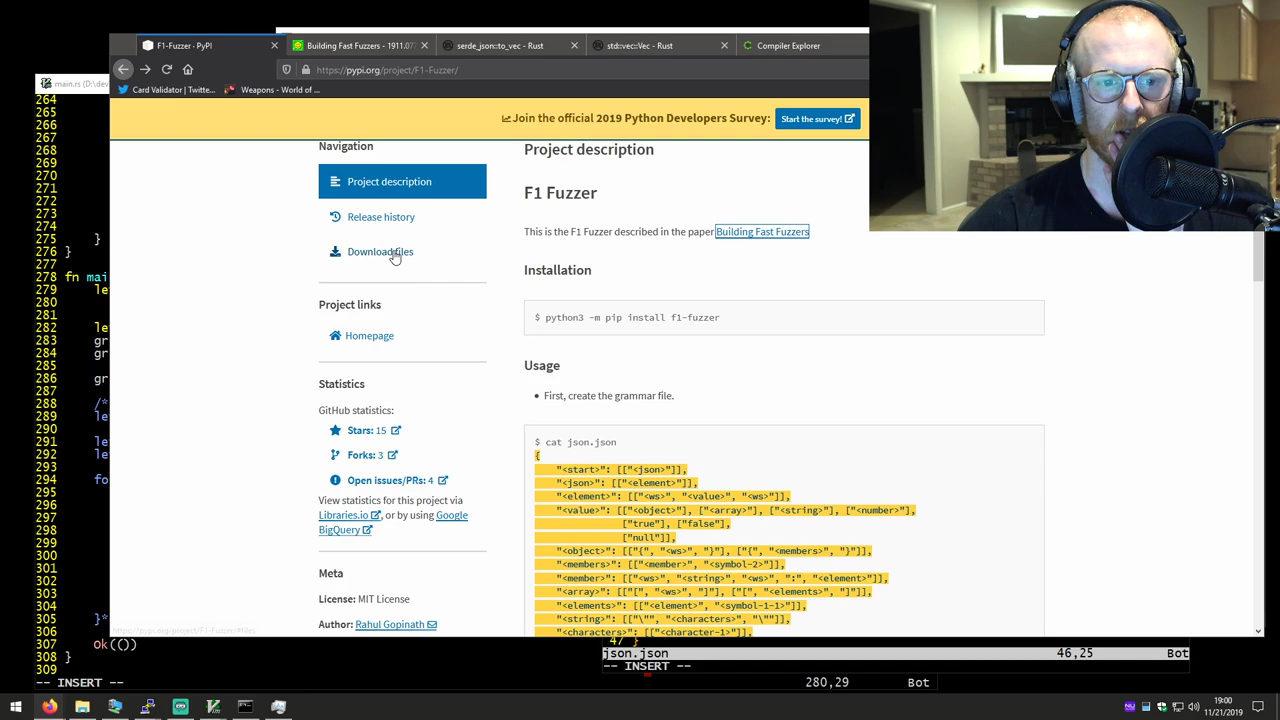 F1-Fuzzer · PyPI
Building Fast Fuzzers - 1911.07
serde_json::to_vec - Rust
std::vec::Vec - Rust
Compiler Explorer
main.rs (D:\dev
https://pypi.org/project/F1-Fuzzer/
Card Validator | Twitte...
Weapons - World of ...
Join the official 2019 Python Developers Survey:
Start the survey!
Navigation
Project description
Release history
Download files
Project links
Homepage
Statistics
GitHub statistics:
Stars: 15
Forks: 3
Open issues/PRs: 4
View statistics for this project via
Libraries.io, or by using Google
BigQuery
Meta
License: MIT License
Author: Rahul Gopinath
Project description
F1 Fuzzer
This is the F1 Fuzzer described in the paper Building Fast Fuzzers
Installation
$ python3 -m pip install f1-fuzzer
Usage
First, create the grammar file.
$ cat json.json
{
"<start>": [["<json>"]],
"<json>": [["<element>"]],
"<element>": [["<ws>", "<value>", "<ws>"]],
"<value>": [["<object>"], ["<array>"], ["<string>"], ["<number>"],
["true"], ["false"],
["null"]],
"<object>": [["{", "<ws>", "}"], ["{", "<members>", "}"]],
"<members>": [["<member>", "<symbol-2>"]],
"<member>": [["<ws>", "<string>", "<ws>", ":", "<element>"]],
"<array>": [["[", "<ws>", "]"], ["[", "<elements>", "]"]],
"<elements>": [["<element>", "<symbol-1-1>"]],
"<string>": [["\"", "<characters>", "\""]],
"<characters>": [["<character-1>"]],
264
265
266
267
268
269
270
271
272
273
274
275 }
276 }
277
278 fn mai
279 le
280
281
282 le
283 gr
284 gr
285
286 gr
287
288 /*
289 le
290
291 le
292 le
293
294 fo
295
296
297
298
299
300
301
302
303
304
305 }*
306
307 Ok(())
308 }
309
-- INSERT --
280,29
Bot
47 }
json.json
46,25
Bot
-- INSERT --
19:00
11/21/2019